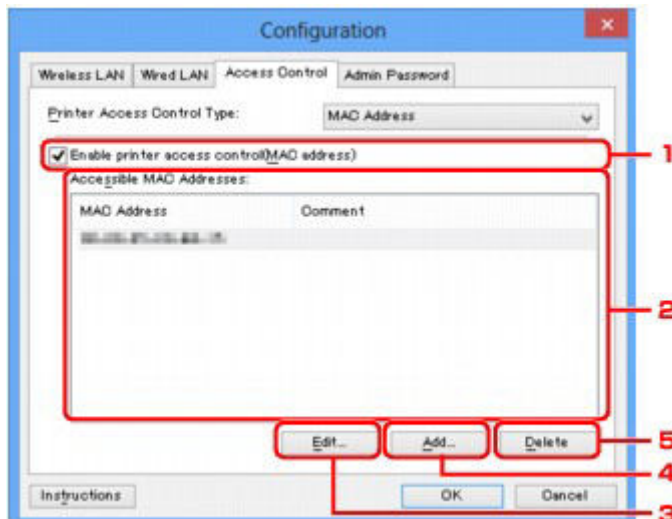 Configuration
Wireless LAN Wired LAN Access Control Admin Password
Printer Access Control Type: MAC Address
Enable printer access control(MAC address) 1
Accessible MAC Addresses:
MAC Address Comment
2
Edit... Add... Delete 5
4
Instructions OK Cancel
3